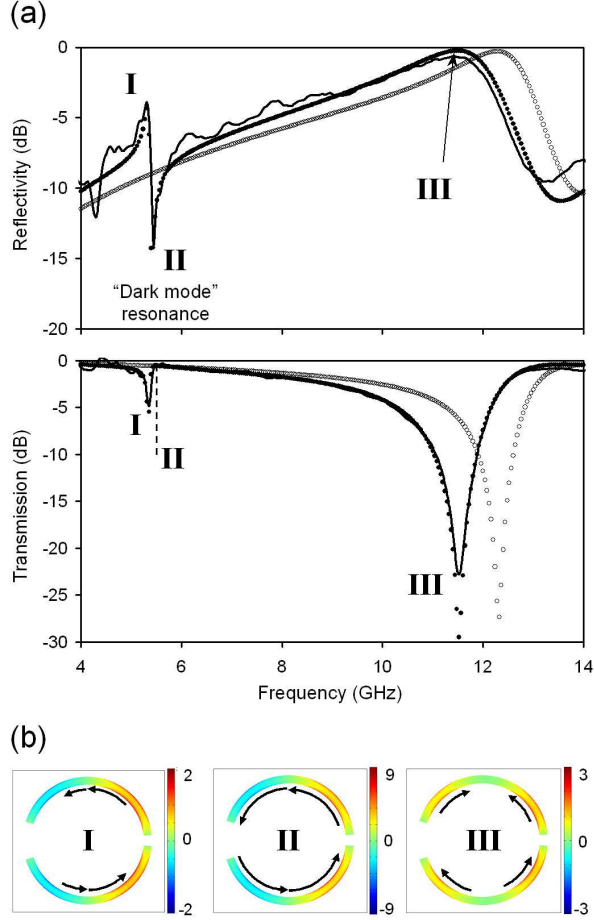 (a)
0
-5
-10
-15
-20
Reflectivity (dB)
I
II
“Dark mode”
resonance
III
0
-5
-10
-15
-20
-25
-30
Transmission (dB)
I
II
III
4 6 8 10 12 14
Frequency (GHz)
(b)
I
2
0
-2
II
9
0
-9
III
3
0
-3